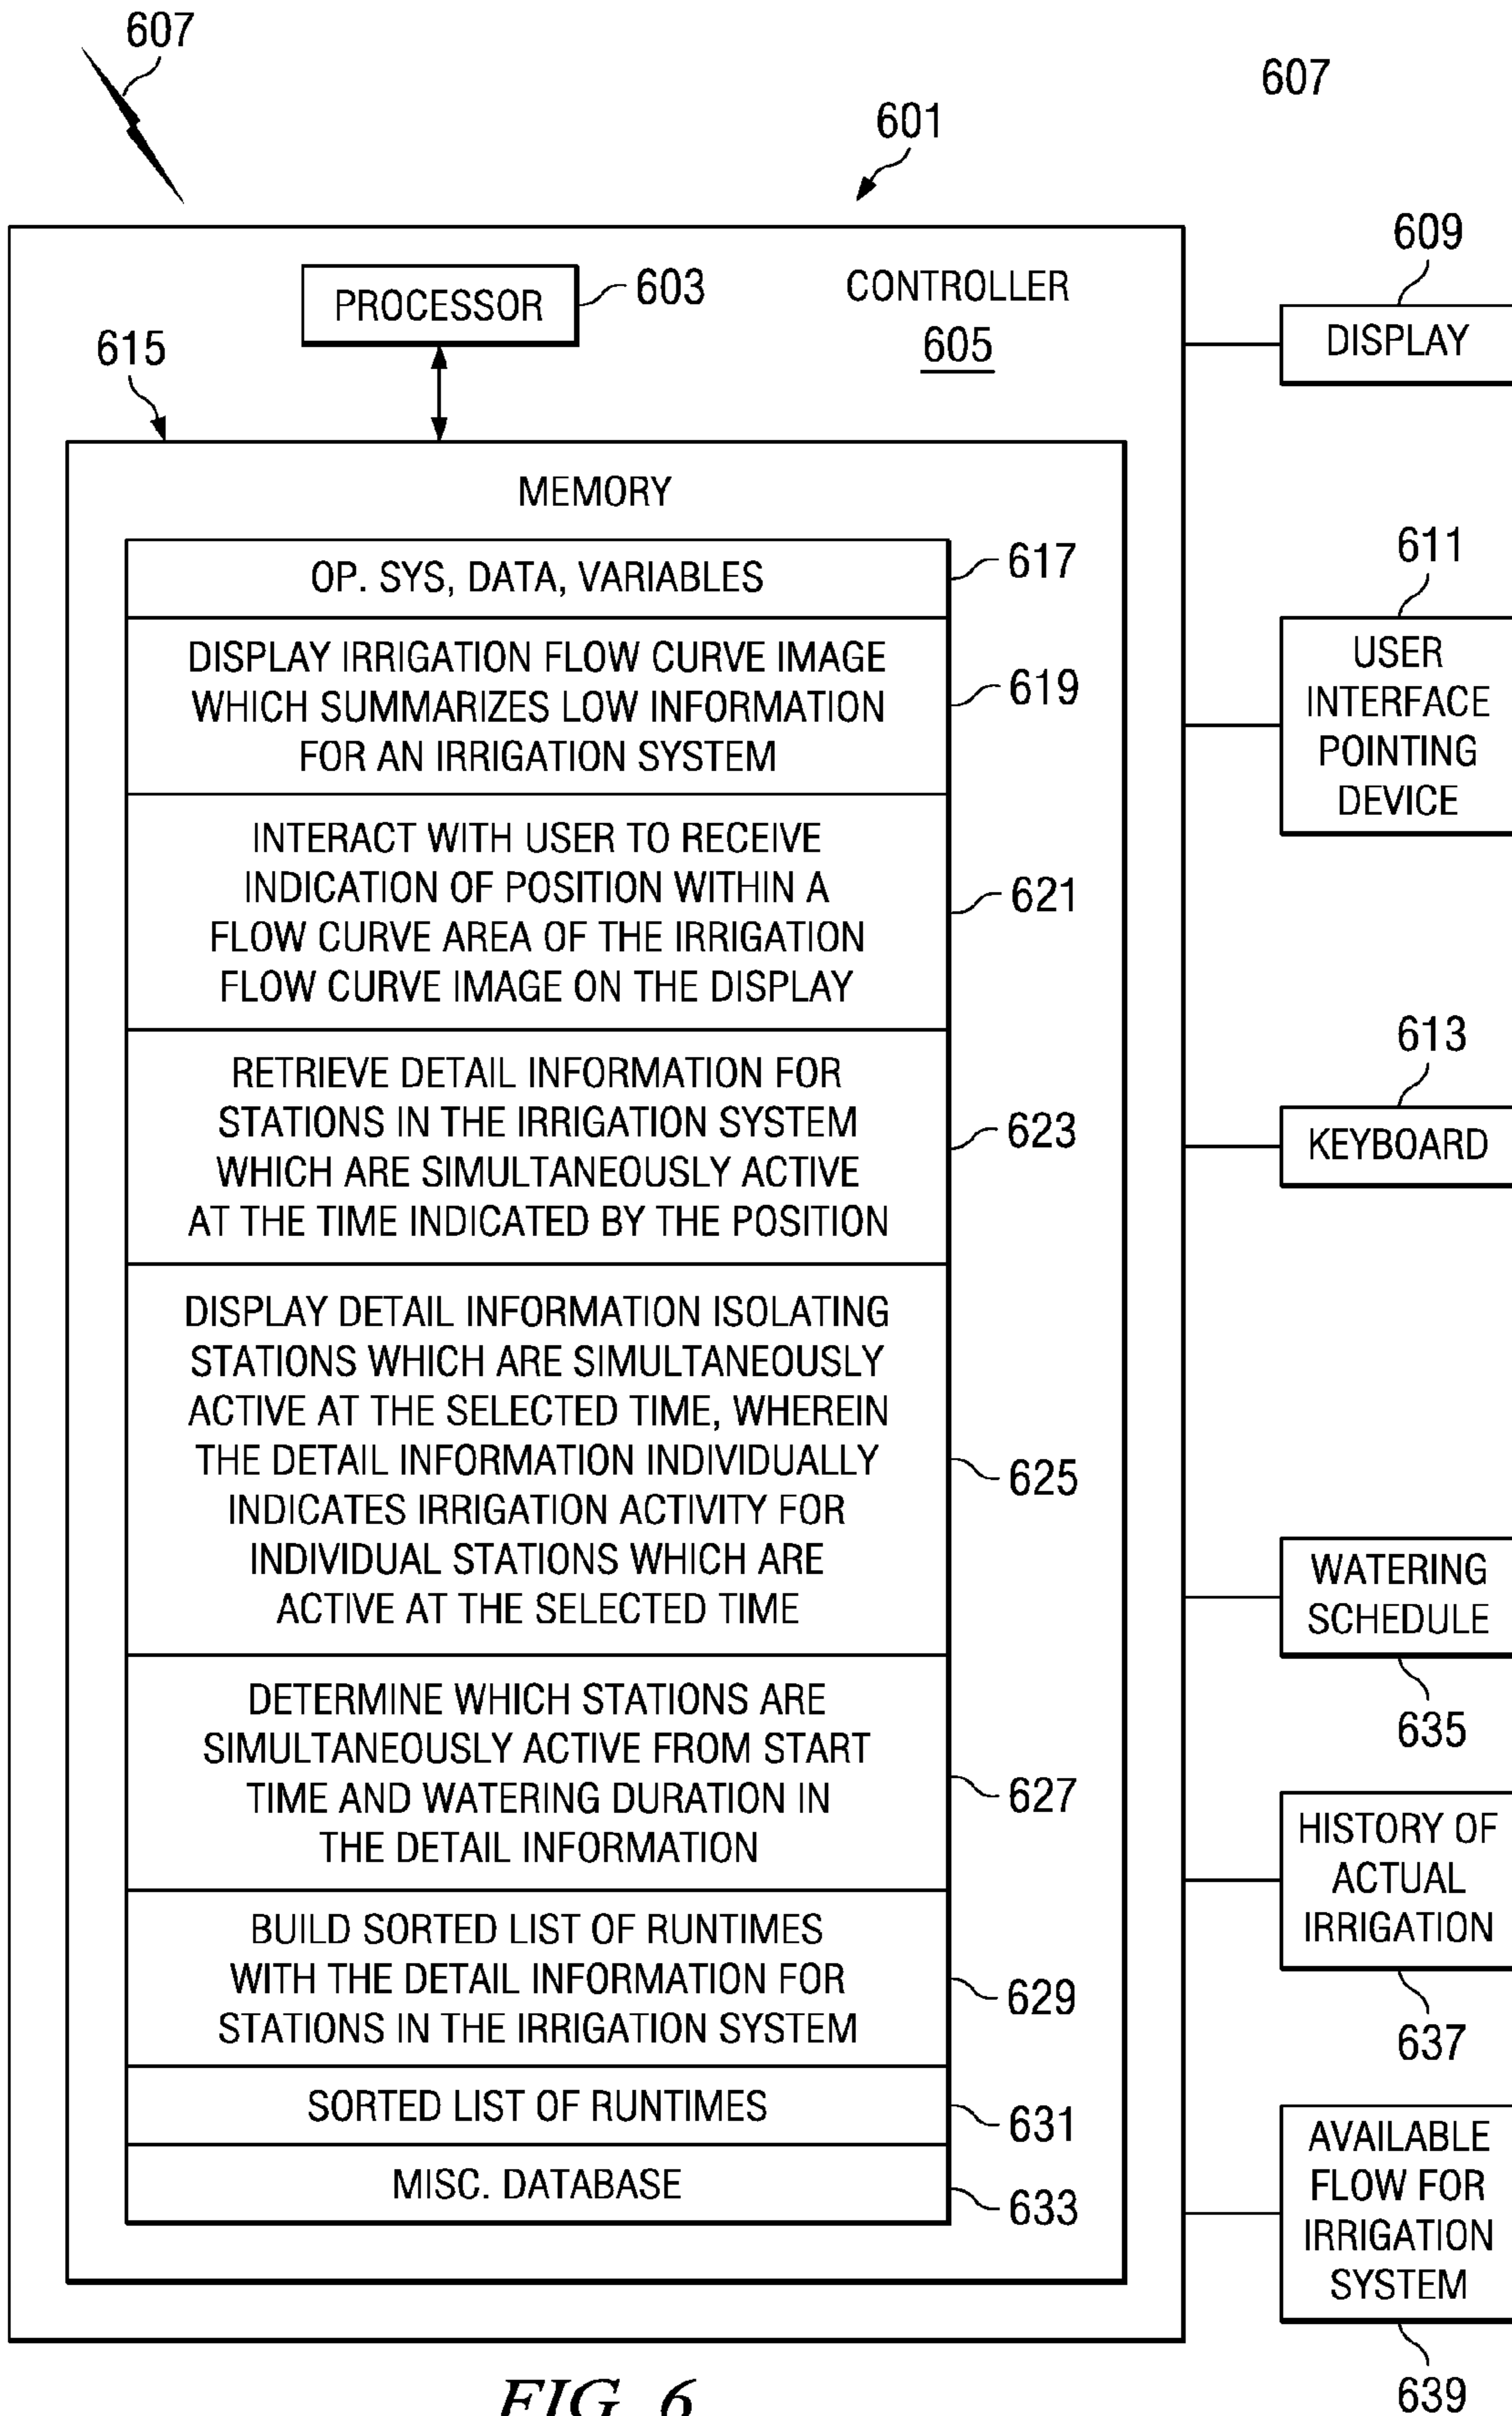 607
607
601
609
PROCESSOR
603
CONTROLLER
605
DISPLAY
615
MEMORY
611
OP. SYS, DATA, VARIABLES
617
USER
INTERFACE
POINTING
DEVICE
DISPLAY IRRIGATION FLOW CURVE IMAGE
WHICH SUMMARIZES LOW INFORMATION
FOR AN IRRIGATION SYSTEM
619
INTERACT WITH USER TO RECEIVE
INDICATION OF POSITION WITHIN A
FLOW CURVE AREA OF THE IRRIGATION
FLOW CURVE IMAGE ON THE DISPLAY
621
613
KEYBOARD
RETRIEVE DETAIL INFORMATION FOR
STATIONS IN THE IRRIGATION SYSTEM
WHICH ARE SIMULTANEOUSLY ACTIVE
AT THE TIME INDICATED BY THE POSITION
623
DISPLAY DETAIL INFORMATION ISOLATING
STATIONS WHICH ARE SIMULTANEOUSLY
ACTIVE AT THE SELECTED TIME, WHEREIN
THE DETAIL INFORMATION INDIVIDUALLY
INDICATES IRRIGATION ACTIVITY FOR
INDIVIDUAL STATIONS WHICH ARE
ACTIVE AT THE SELECTED TIME
625
WATERING
SCHEDULE
635
DETERMINE WHICH STATIONS ARE
SIMULTANEOUSLY ACTIVE FROM START
TIME AND WATERING DURATION IN
THE DETAIL INFORMATION
627
HISTORY OF
ACTUAL
IRRIGATION
637
BUILD SORTED LIST OF RUNTIMES
WITH THE DETAIL INFORMATION FOR
STATIONS IN THE IRRIGATION SYSTEM
629
SORTED LIST OF RUNTIMES
631
MISC. DATABASE
633
AVAILABLE
FLOW FOR
IRRIGATION
SYSTEM
639
FIG. 6